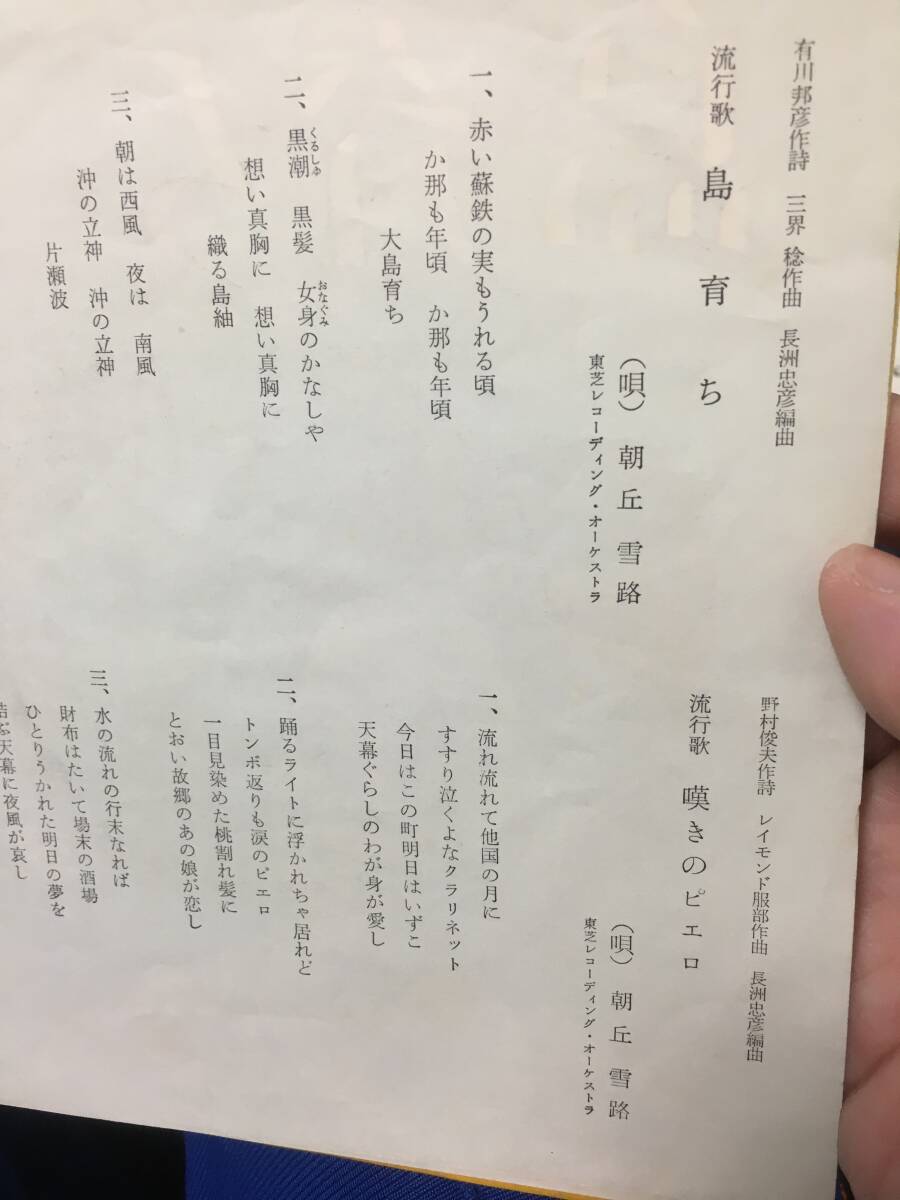 有川邦彦作詩 三界 稔作曲 長洲忠彦編曲
流行歌 島育ち
(唄) 朝丘雪路
東芝レコーディング・オーケストラ
一、赤い蘇鉄の実もうれる頃
か那も年頃 か那も年頃
大島育ち
二、黒潮 黒髪 女身のかなしや
くるしゅ
おなぐみ
想い真胸に 想い真胸に
織る島紬
三、朝は西風 夜は 南風
沖の立神 沖の立神
片瀬波
野村俊夫作詩 レイモンド服部作曲 長洲忠彦編曲
流行歌 嘆きのピエロ
(唄) 朝丘雪路
東芝レコーディング・オーケストラ
一、流れ流れて他国の月に
すすり泣くよなクラリネット
今日はこの町明日はいずこ
天幕ぐらしのわが身が愛し
二、踊るライトに浮かれちゃ居れど
トンボ返りも涙のピエロ
一目見染めた桃割れ髪に
とおい故郷のあの娘が恋し
三、水の流れの行末なれば
財布はたいて場末の酒場
ひとりうかれた明日の夢を
結ぶ天幕に夜風が哀し